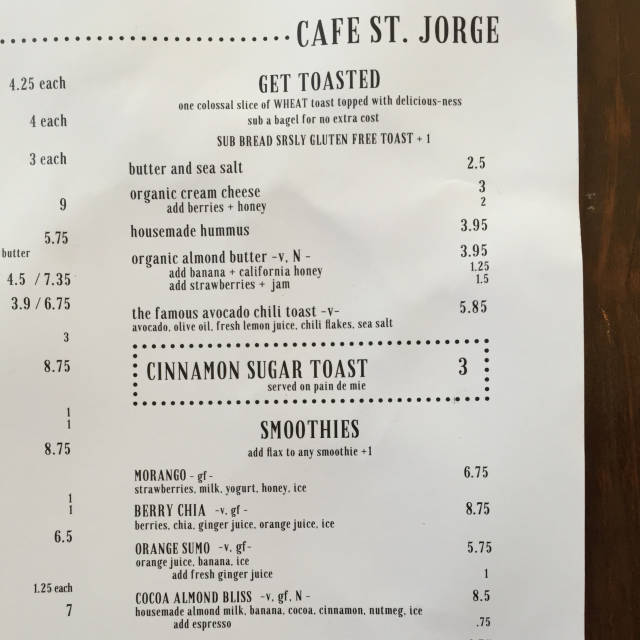 CAFE ST. JORGE
4.25 each
4 each
3 each
9
5.75
butter
4.5 / 7.35
3.9 / 6.75
3
8.75
1
1
8.75
1
1
6.5
1.25 each
7
GET TOASTED
one colossal slice of WHEAT toast topped with delicious-ness
sub a bagel for no extra cost
SUB BREAD SRSLY GLUTEN FREE TOAST + 1
butter and sea salt 2.5
organic cream cheese 3
add berries + honey 2
housemade hummus 3.95
organic almond butter -v, N - 3.95
add banana + california honey 1.25
add strawberries + jam 1.5
the famous avocado chili toast -v- 5.85
avocado, olive oil, fresh lemon juice, chili flakes, sea salt
CINNAMON SUGAR TOAST 3
served on pain de mie
SMOOTHIES
add flax to any smoothie +1
MORANGO - gf - 6.75
strawberries, milk, yogurt, honey, ice
BERRY CHIA -v, gf - 8.75
berries, chia, ginger juice, orange juice, ice
ORANGE SUMO -v, gf- 5.75
orange juice, banana, ice
add fresh ginger juice 1
COCOA ALMOND BLISS -v, gf, N - 8.5
housemade almond milk, banana, cocoa, cinnamon, nutmeg, ice
add espresso .75